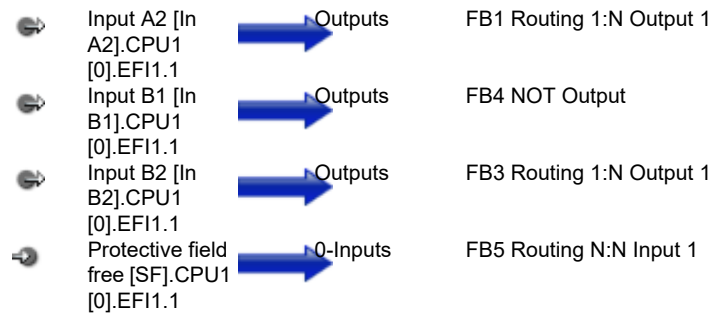 Input A2 [In Outputs FB1 Routing 1:N Output 1
A2].CPU1
[0].EFI1.1
Input B1 [In Outputs FB4 NOT Output
B1].CPU1
[0].EFI1.1
Input B2 [In Outputs FB3 Routing 1:N Output 1
B2].CPU1
[0].EFI1.1
Protective field 0-Inputs FB5 Routing N:N Input 1
free [SF].CPU1
[0].EFI1.1